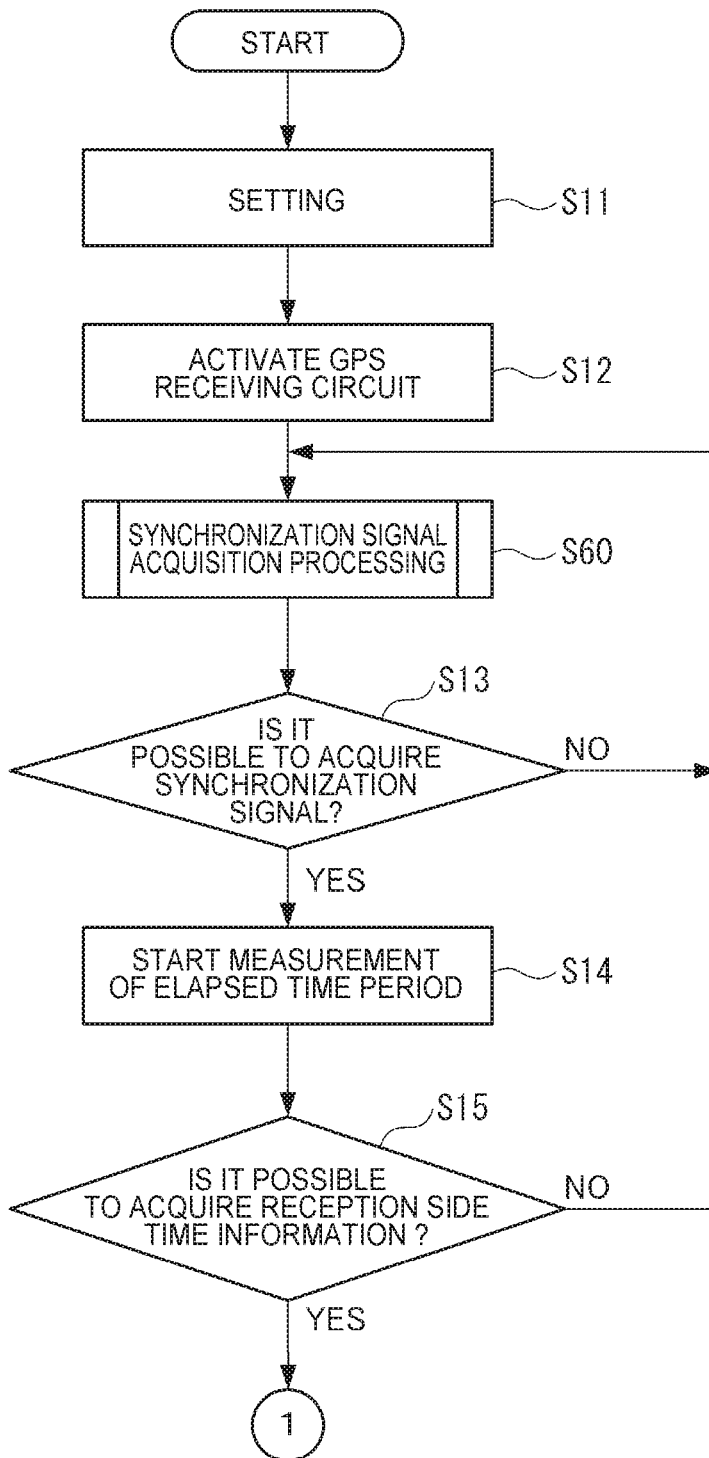 START
SETTING
S11
ACTIVATE GPS
RECEIVING CIRCUIT
S12
SYNCHRONIZATION SIGNAL
ACQUISITION PROCESSING
S60
S13
IS IT
POSSIBLE TO ACQUIRE
SYNCHRONIZATION
SIGNAL?
NO
YES
START MEASUREMENT
OF ELAPSED TIME PERIOD
S14
S15
IS IT POSSIBLE
TO ACQUIRE RECEPTION SIDE
TIME INFORMATION ?
NO
YES
1